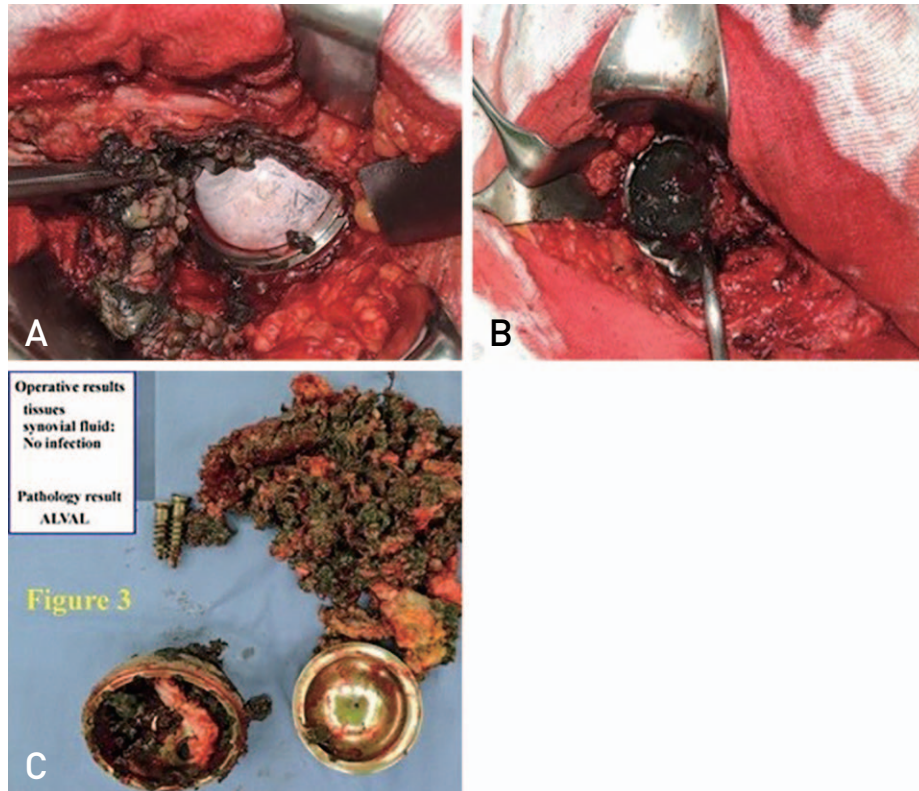 A
B
Operative results
tissues
synovial fluid:
No infection
Pathology result
ALVAL
Figure 3
C